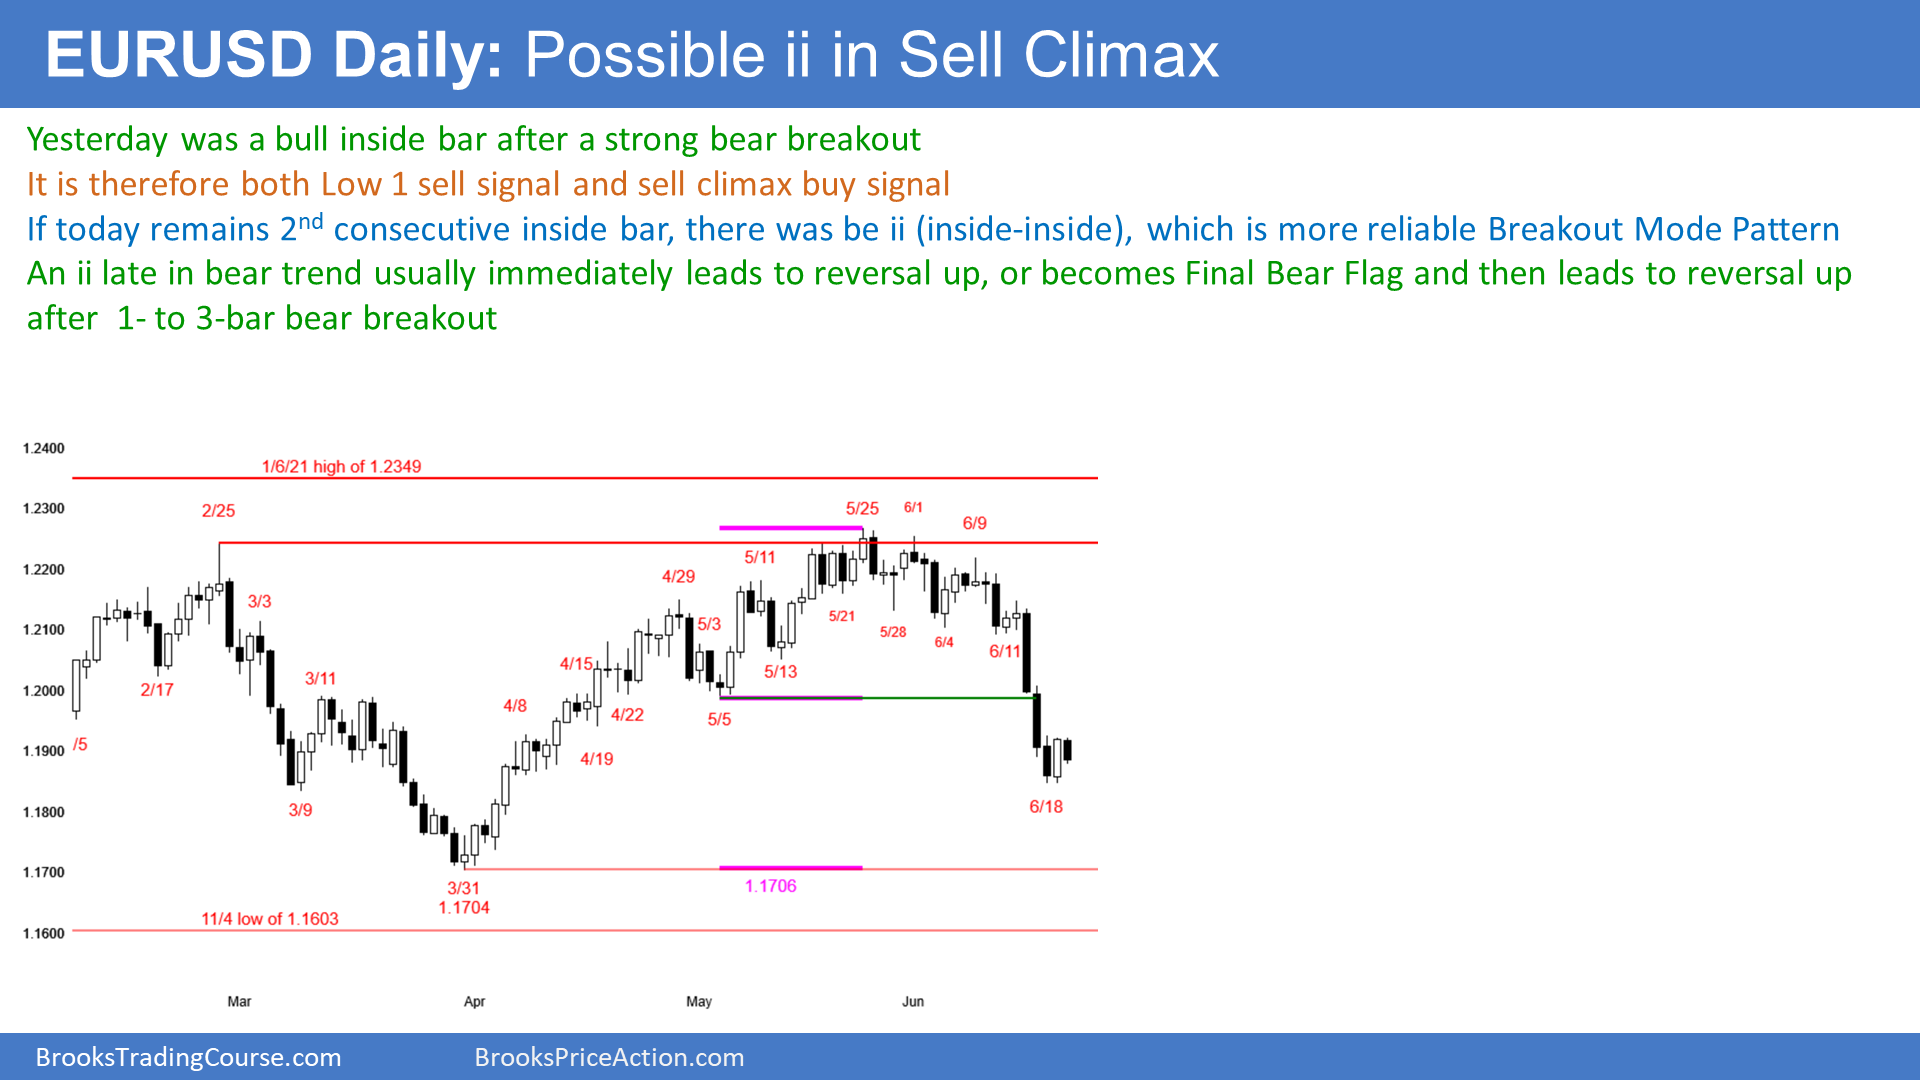 EURUSD Daily: Possible ii in Sell Climax
Yesterday was a bull inside bar after a strong bear breakout
It is therefore both Low 1 sell signal and sell climax buy signal
If today remains 2nd consecutive inside bar, there was be ii (inside-inside), which is more reliable Breakout Mode Pattern
An ii late in bear trend usually immediately leads to reversal up, or becomes Final Bear Flag and then leads to reversal up
after 1- to 3-bar bear breakout
1.2400
1/6/21 high of 1.2349
1.2300
2/25
5/25
6/1
6/9
5/11
1.2200
4/29
3/3
5/21
1.2100
5/3
5/28
6/4
6/11
4/15
5/13
3/11
2/17
1.2000
4/8
4/22
5/5
/5
1.1900
4/19
3/9
1.1800
6/18
1.1700
3/31
1.1704
1.1706
11/4 low of 1.1603
1.1600
Mar
Apr
May
Jun
BrooksTradingCourse.com
BrooksPriceAction.com